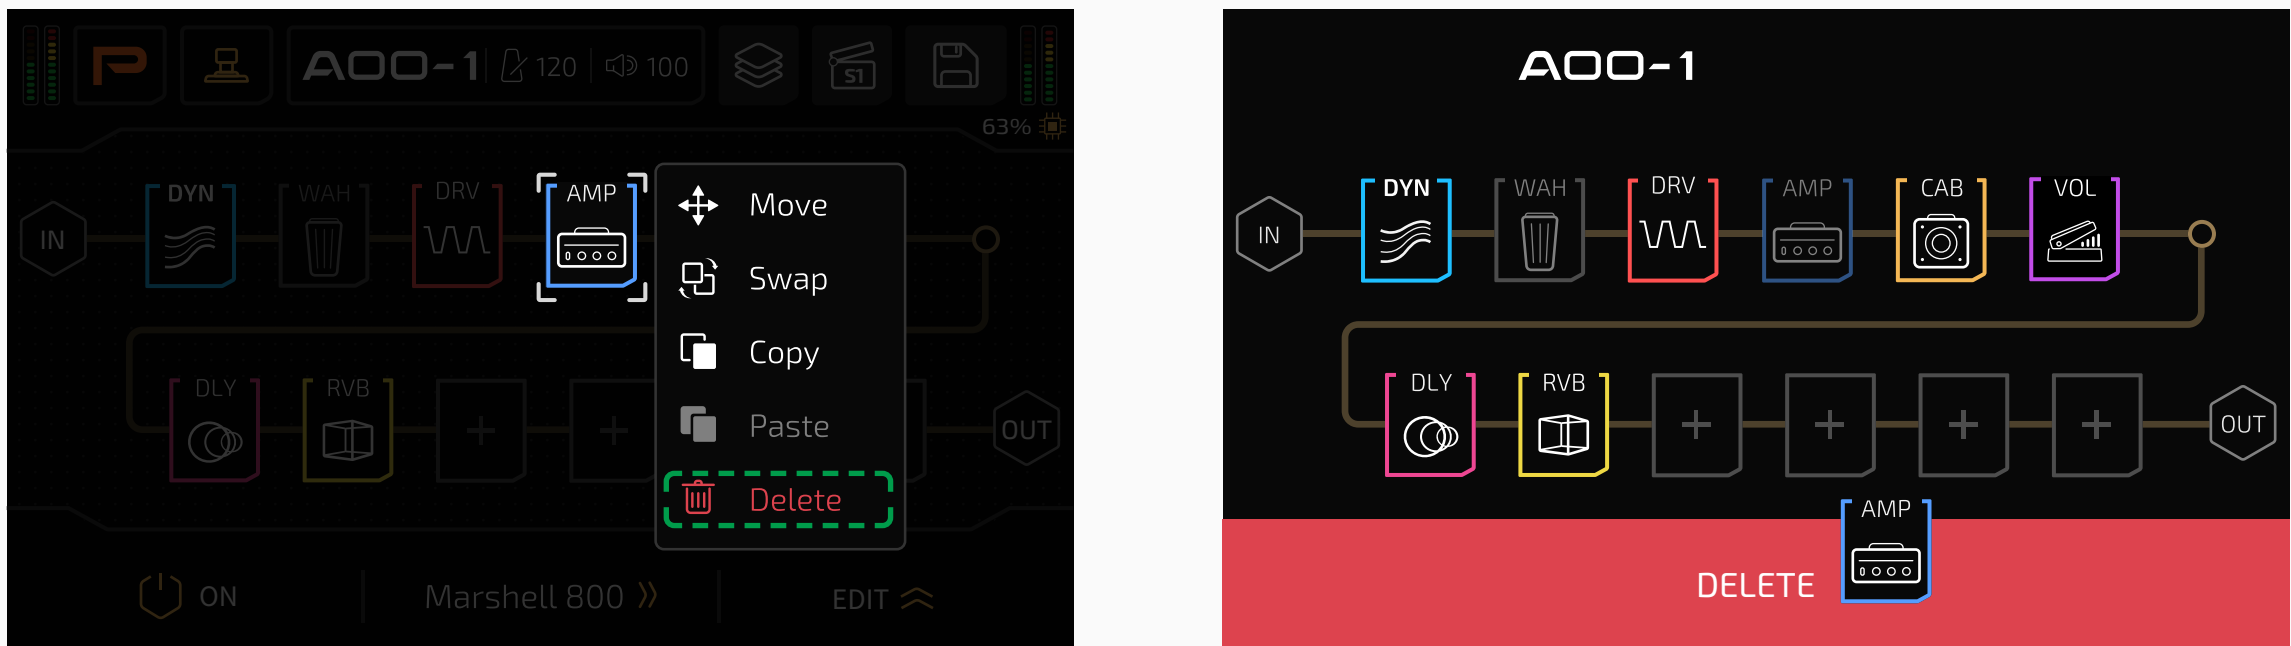 A00-1 120 100
S1
63%
IN DYN WAH DRV AMP
Move
Swap
Copy
Paste
Delete
DLY RVB OUT
ON Marshell 800 EDIT
A00-1
IN DYN WAH DRV AMP CAB VOL
DLY RVB OUT
AMP
DELETE